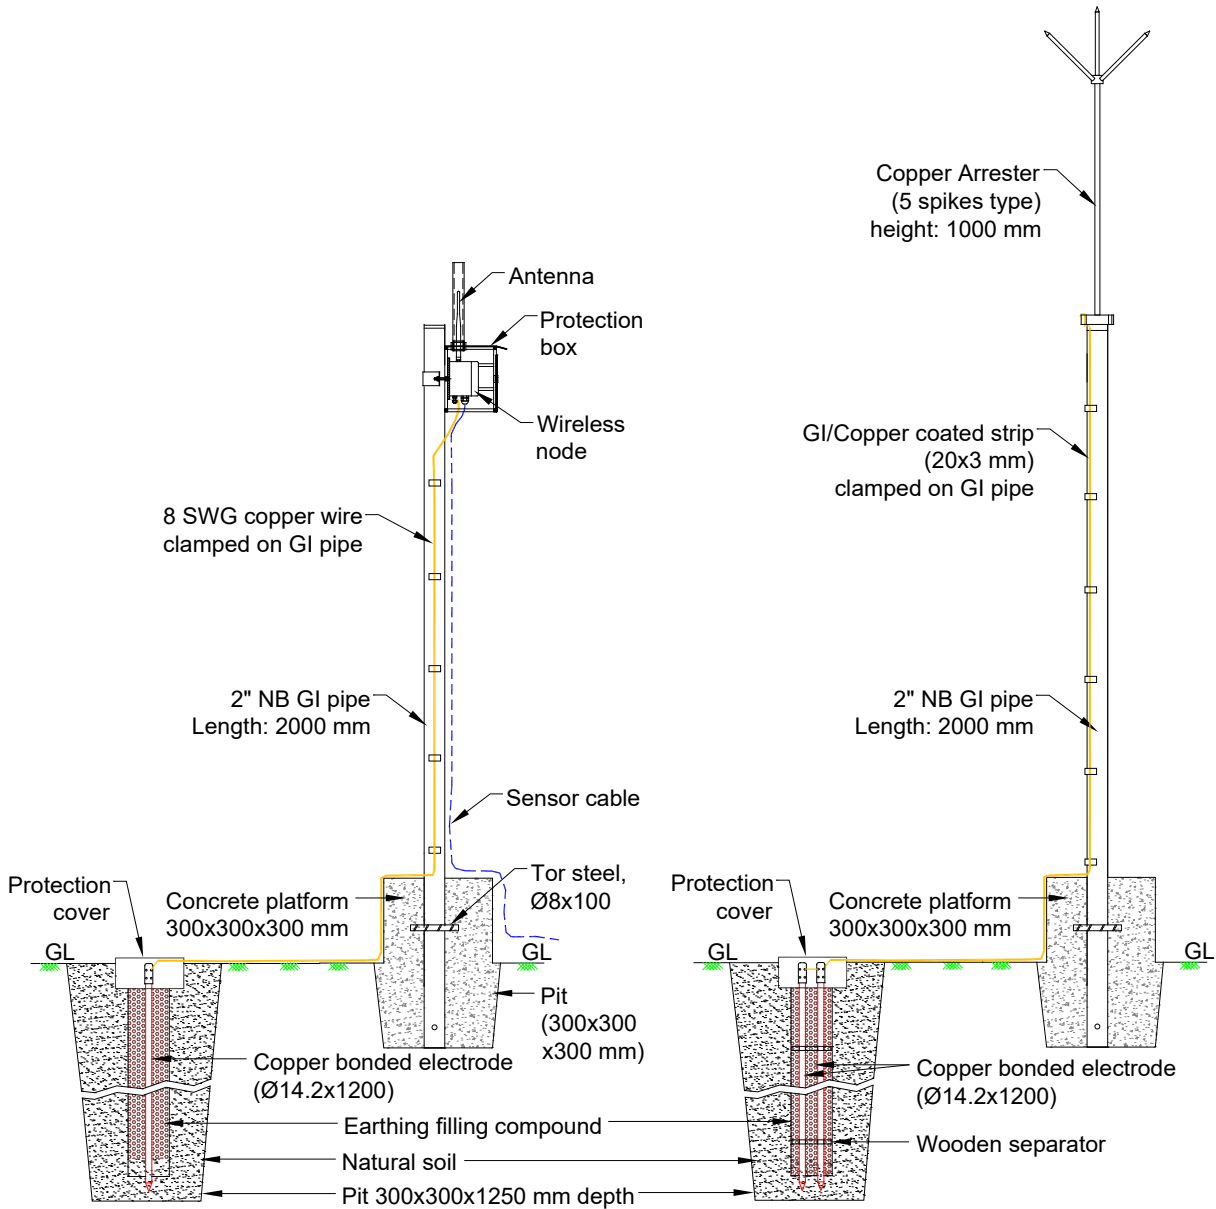 Copper Arrester
(5 spikes type)
height: 1000 mm
Antenna
Protection
box
Wireless
node
GI/Copper coated strip
(20x3 mm)
clamped on GI pipe
8 SWG copper wire
clamped on GI pipe
2" NB GI pipe
Length: 2000 mm
2" NB GI pipe
Length: 2000 mm
Sensor cable
Tor steel,
Ø8x100
Protection
cover
Concrete platform
300x300x300 mm
Protection
cover
Concrete platform
300x300x300 mm
GL
GL
GL
GL
Pit
(300x300
x300 mm)
Copper bonded electrode
(Ø14.2x1200)
Copper bonded electrode
(Ø14.2x1200)
Earthing filling compound
Wooden separator
Natural soil
Pit 300x300x1250 mm depth